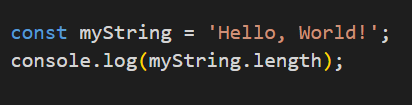 const myString = 'Hello, World!';
console.log(myString.length);